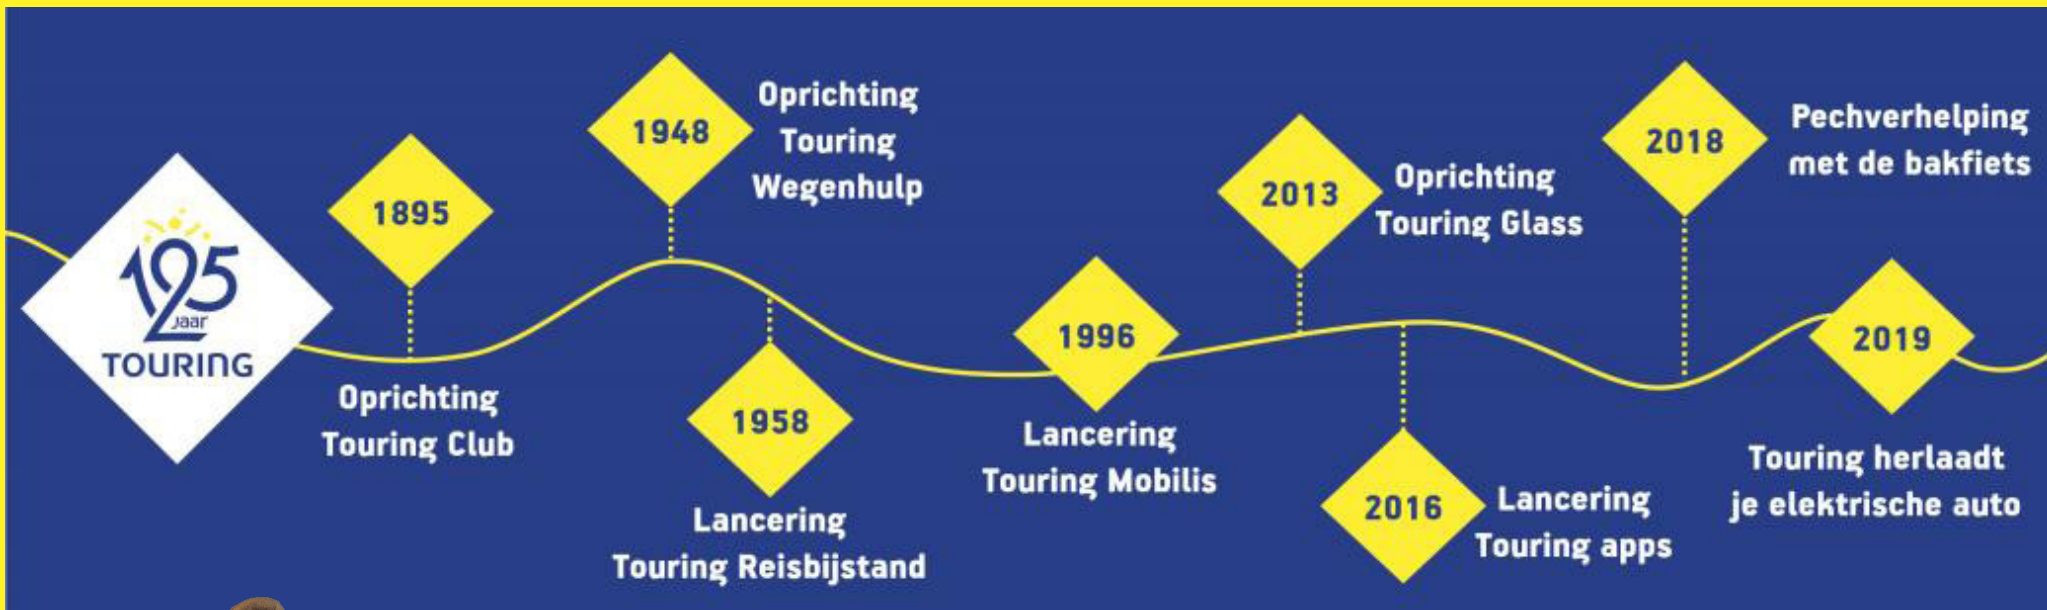 125
jaar
TOURING
1895
Oprichting
Touring Club
1948
Oprichting
Touring
Wegenhulp
1958
Lancering
Touring Reisbijstand
1996
Lancering
Touring Mobilis
2013
Oprichting
Touring Glass
2016
Lancering
Touring apps
2018
Pechverhelping
met de bakfiets
2019
Touring herlaadt
je elektrische auto